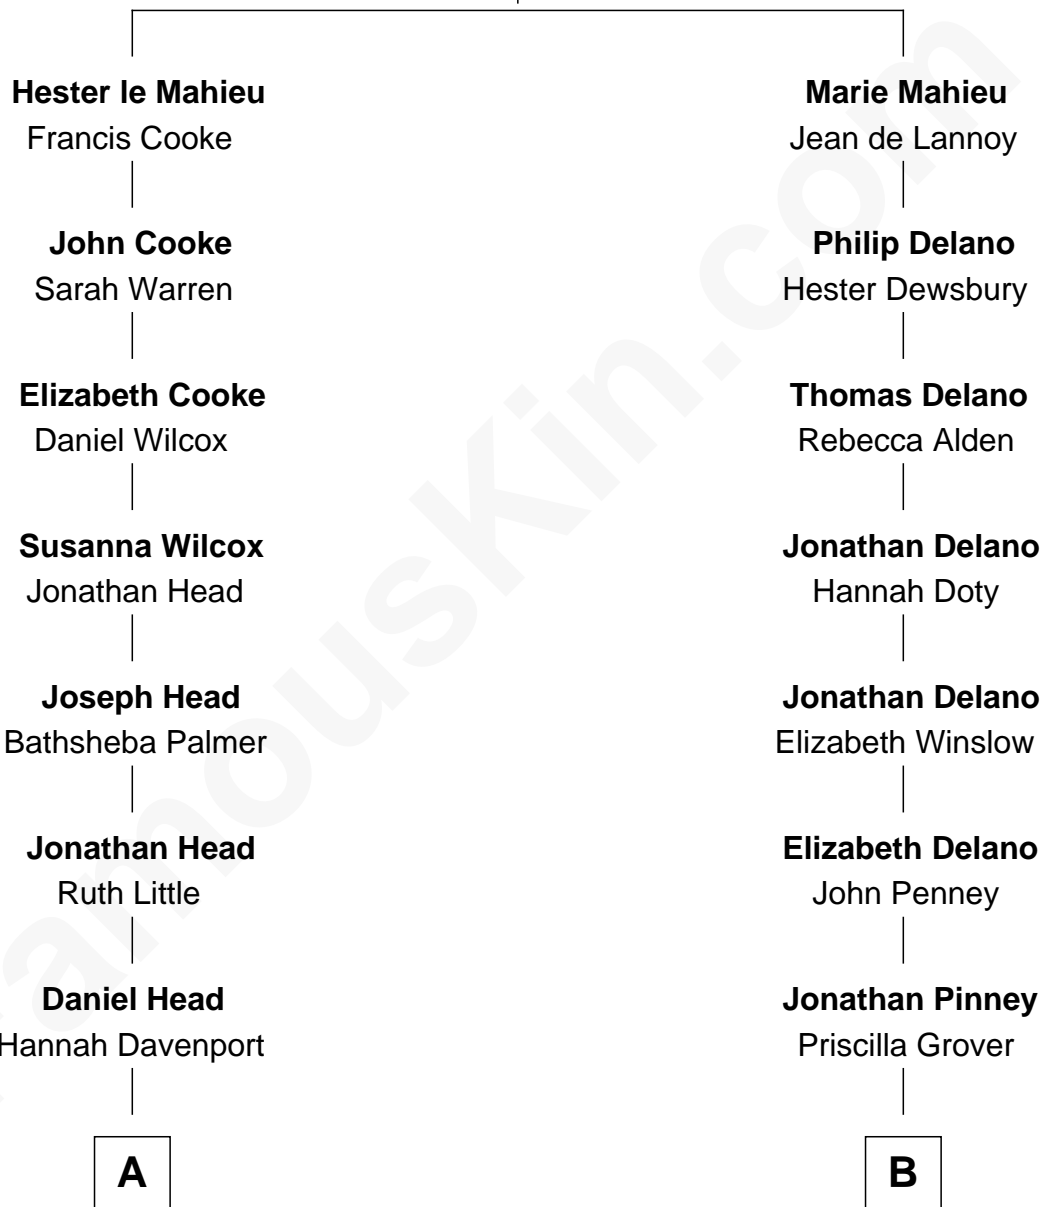 Hester le Mahieu
Francis Cooke
John Cooke
Sarah Warren
Elizabeth Cooke
Daniel Wilcox
Susanna Wilcox
Jonathan Head
Joseph Head
Bathsheba Palmer
Jonathan Head
Ruth Little
Daniel Head
Hannah Davenport
A
Marie Mahieu
Jean de Lannoy
Philip Delano
Hester Dewsbury
Thomas Delano
Rebecca Alden
Jonathan Delano
Hannah Doty
Jonathan Delano
Elizabeth Winslow
Elizabeth Delano
John Penney
Jonathan Pinney
Priscilla Grover
B
FamousKin.com